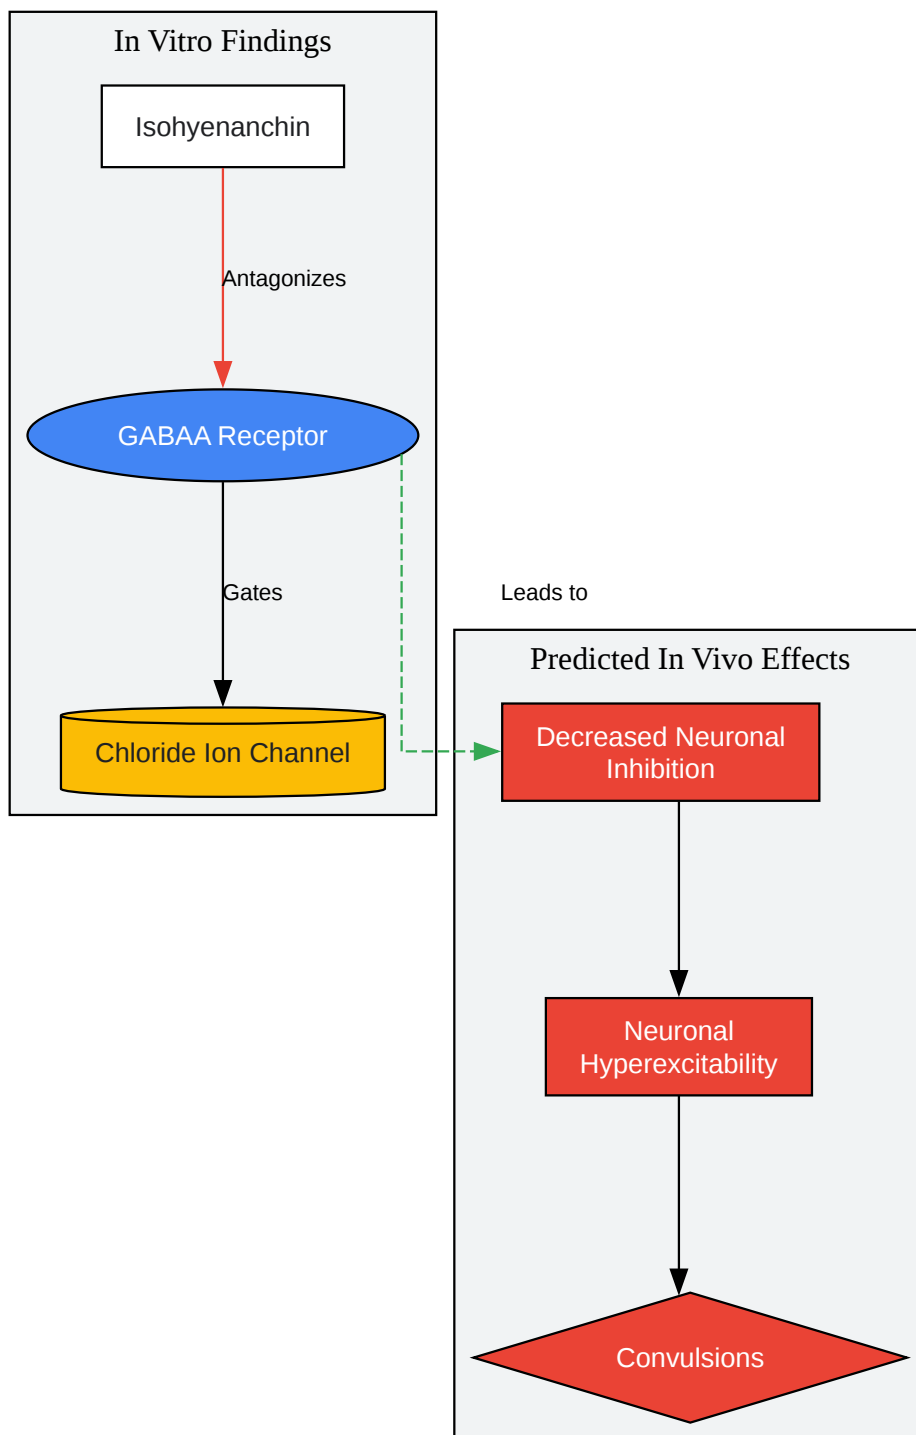 In Vitro Findings
Isohyenanchin
Antagonizes
GABAA Receptor
Gates
Chloride Ion Channel
Leads to
Predicted In Vivo Effects
Decreased Neuronal
Inhibition
Neuronal
Hyperexcitability
Convulsions